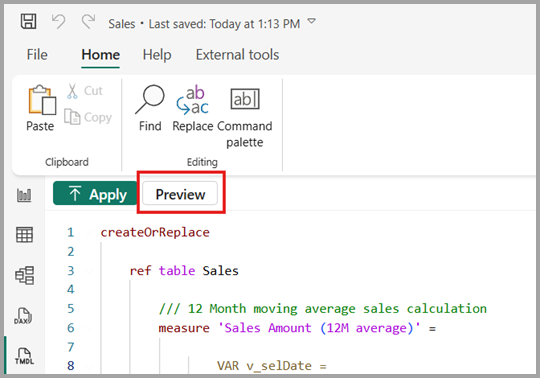 Sales • Last saved: Today at 1:13 PM
File Home Help External tools
Paste Cut Copy Find Replace Command palette
Clipboard Editing
Apply Preview
1 createOrReplace
2
3 ref table Sales
4
5 /// 12 Month moving average sales calculation
6 measure 'Sales Amount (12M average)' =
7
8 VAR v_selDate =
ab
ac
ab
DAX
TMDL